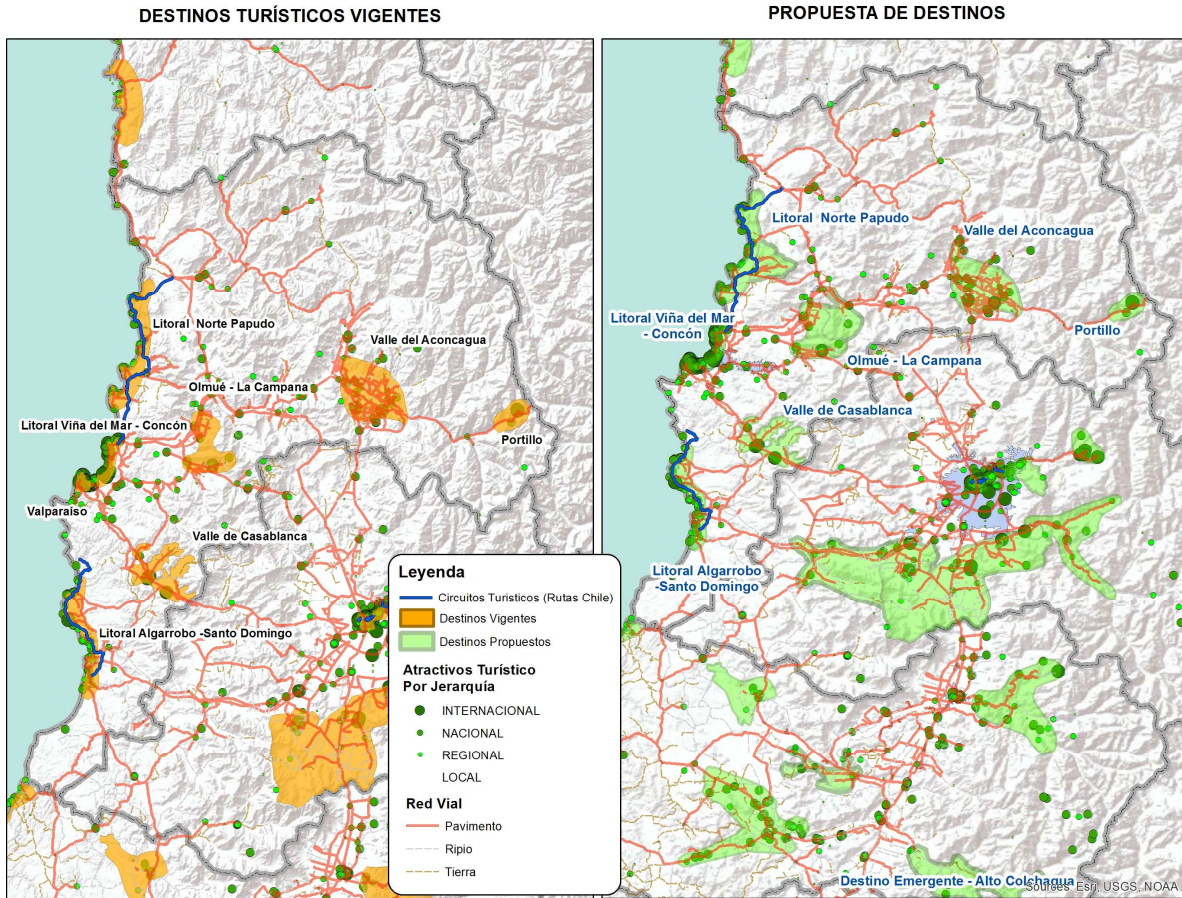 DESTINOS TURÍSTICOS VIGENTES
Litoral Norte Papudo
Valle del Aconcagua
Olmué - La Campana
Litoral Viña del Mar - Concón
Portillo
Valparaíso
Valle de Casablanca
Litoral Algarrobo -Santo Domingo
Leyenda
Circuitos Turisticos (Rutas Chile)
Destinos Vigentes
Destinos Propuestos
Atractivos Turístico
Por Jerarquía
INTERNACIONAL
NACIONAL
REGIONAL
LOCAL
Red Vial
Pavimento
Ripio
Tierra
PROPUESTA DE DESTINOS
Litoral Norte Papudo
Valle del Aconcagua
Litoral Viña del Mar
- Concón
Portillo
Olmué - La Campana
Valle de Casablanca
Litoral Algarrobo
-Santo Domingo
Destino Emergente - Alto Colchagua
Sources: Esri, USGS, NOAA